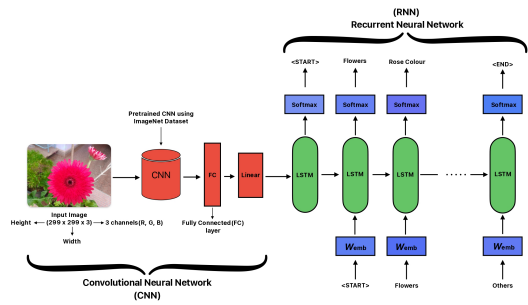 (RNN)
Recurrent Neural Network
<START> Flowers Rose Colour <END>
Softmax Softmax Softmax Softmax
Pretrained CNN using
ImageNet Dataset
CNN FC Linear LSTM LSTM LSTM ...... LSTM
Input Image
Height (299 x 299 x 3) 3 channels(R, G, B)
Width
Fully Connected(FC)
layer
Wemb Wemb Wemb
<START> Flowers Others
Convolutional Neural Network
(CNN)